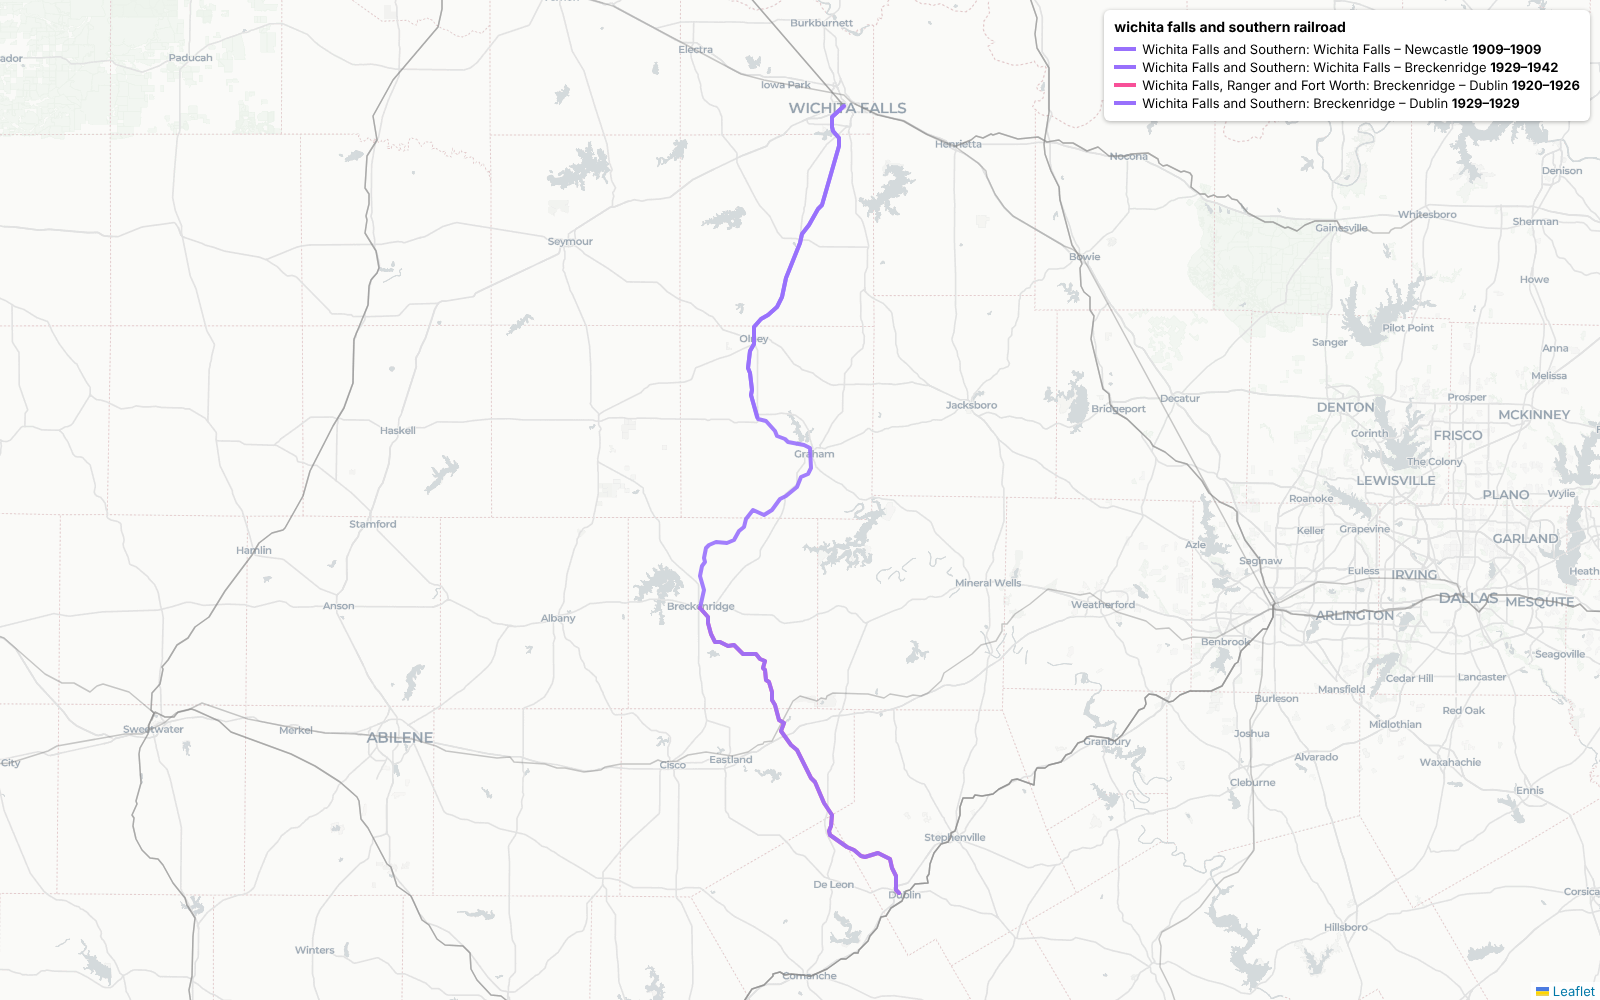 wichita falls and southern railroad
Wichita Falls and Southern: Wichita Falls – Newcastle 1909–1909
Wichita Falls and Southern: Wichita Falls – Breckenridge 1929–1942
Wichita Falls, Ranger and Fort Worth: Breckenridge – Dublin 1920–1926
Wichita Falls and Southern: Breckenridge – Dublin 1929–1929
Burkburnett
Electra
ador
Paducah
Iowa Park
WICHITA FALLS
Henrietta
Nocona
Denison
Whitesboro
Sherman
Gainesville
Seymour
Bowie
Howe
Pilot Point
Olney
Sanger
Anna
Melissa
Jacksboro
Bridgeport
Decatur
Prosper
DENTON
MCKINNEY
Haskell
Corinth
FRISCO
Graham
The Colony
LEWISVILLE
Roanoke
PLANO
Wylie
Stamford
Keller
Grapevine
GARLAND
Hamlin
Azle
Saginaw
Euless
IRVING
Heath
Mineral Wells
Anson
Breckenridge
Weatherford
DALLAS
MESQUITE
Albany
ARLINGTON
Benbrook
Seagoville
Cedar Hill
Lancaster
Mansfield
Burleson
Red Oak
Sweetwater
Merkel
ABILENE
Midlothian
Joshua
Granbury
City
Cisco
Eastland
Alvarado
Waxahachie
Cleburne
Ennis
Stephenville
De Leon
Dublin
Corsica
Hillsboro
Winters
Comanche
Leaflet